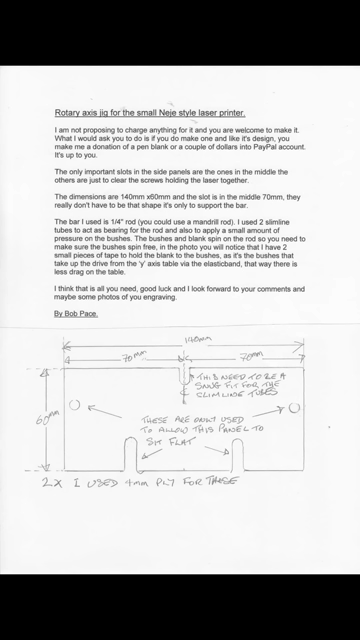 Rotary axis jig for the small Neje style laser printer.
I am not proposing to charge anything for it and you are welcome to make it.
What I would ask you to do is if you do make one and like it's design, you
make me a donation of a pen blank or a couple of dollars into PayPal account.
It's up to you.
The only important slots in the side panels are the ones in the middle the
others are just to clear the screws holding the laser together.
The dimensions are 140mm x60mm and the slot is in the middle 70mm, they
really don't have to be that shape it's only to support the bar.
The bar I used is 1/4" rod (you could use a mandrill rod). I used 2 slimline
tubes to act as bearing for the rod and also to apply a small amount of
pressure on the bushes. The bushes and blank spin on the rod so you need to
make sure the bushes spin free, in the photo you will notice that I have 2
small pieces of tape to hold the blank to the bushes, as it's the bushes that
take up the drive from the 'y' axis table via the elasticband, that way there is
less drag on the table.
I think that is all you need, good luck and I look forward to your comments and
maybe some photos of you engraving.
By Bob Pace.
140mm
70mm 70mm
THIS NEED TO BE A
SNUG FIT FOR THE
SLIMLINE TUBES
60mm
THESE ARE ONLY USED
TO ALLOW THIS PANEL TO
SIT FLAT
2X I USED 4mm PLY FOR THESE